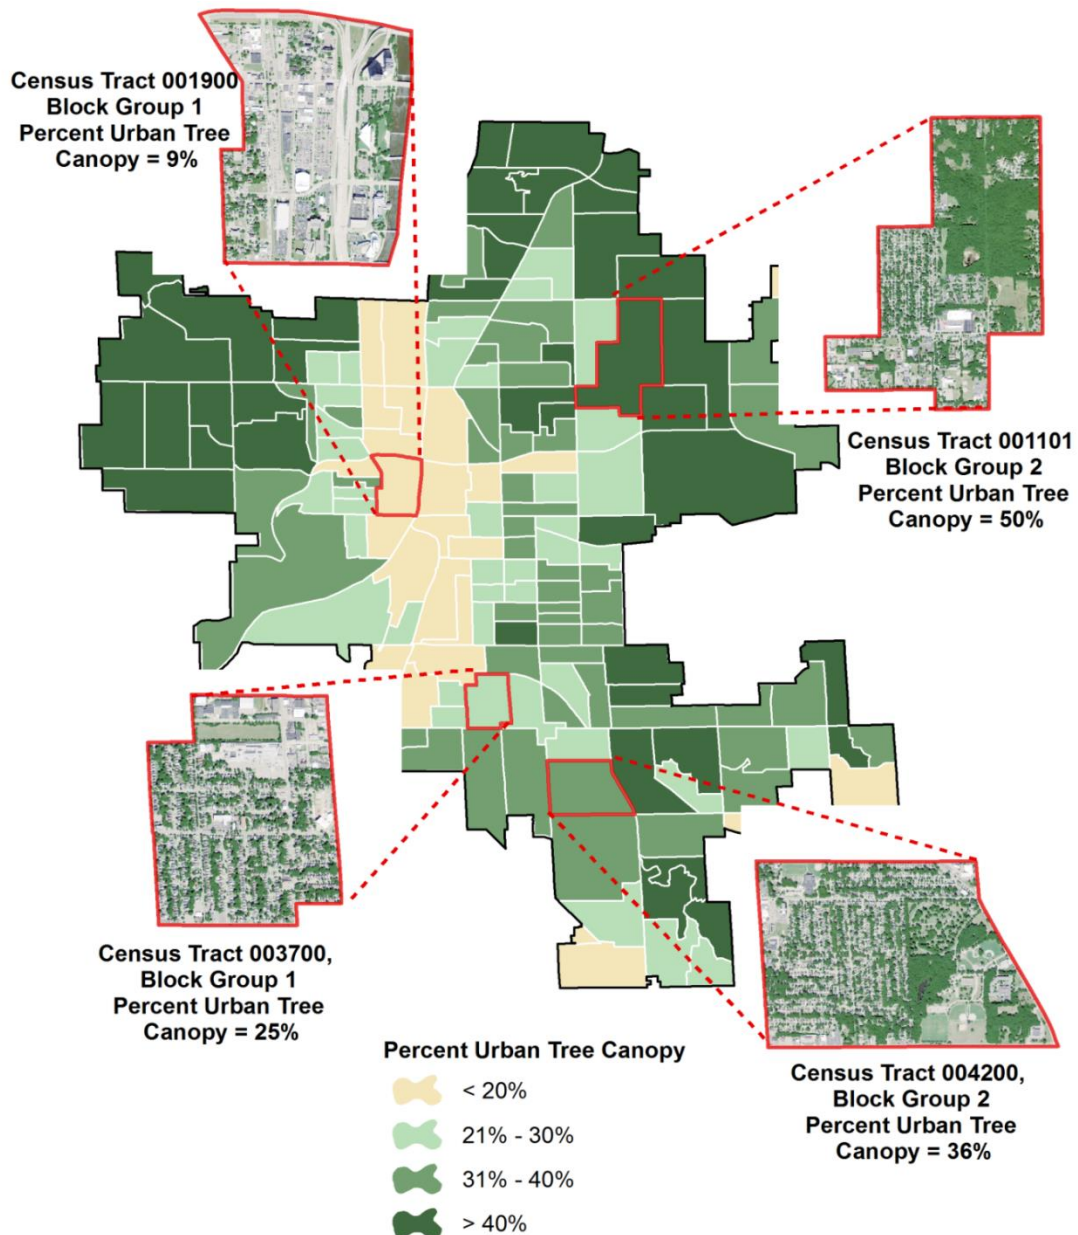 Census Tract 001900
Block Group 1
Percent Urban Tree
Canopy = 9%
Census Tract 001101
Block Group 2
Percent Urban Tree
Canopy = 50%
Census Tract 003700,
Block Group 1
Percent Urban Tree
Canopy = 25%
Census Tract 004200,
Block Group 2
Percent Urban Tree
Canopy = 36%
Percent Urban Tree Canopy
< 20%
21% - 30%
31% - 40%
> 40%